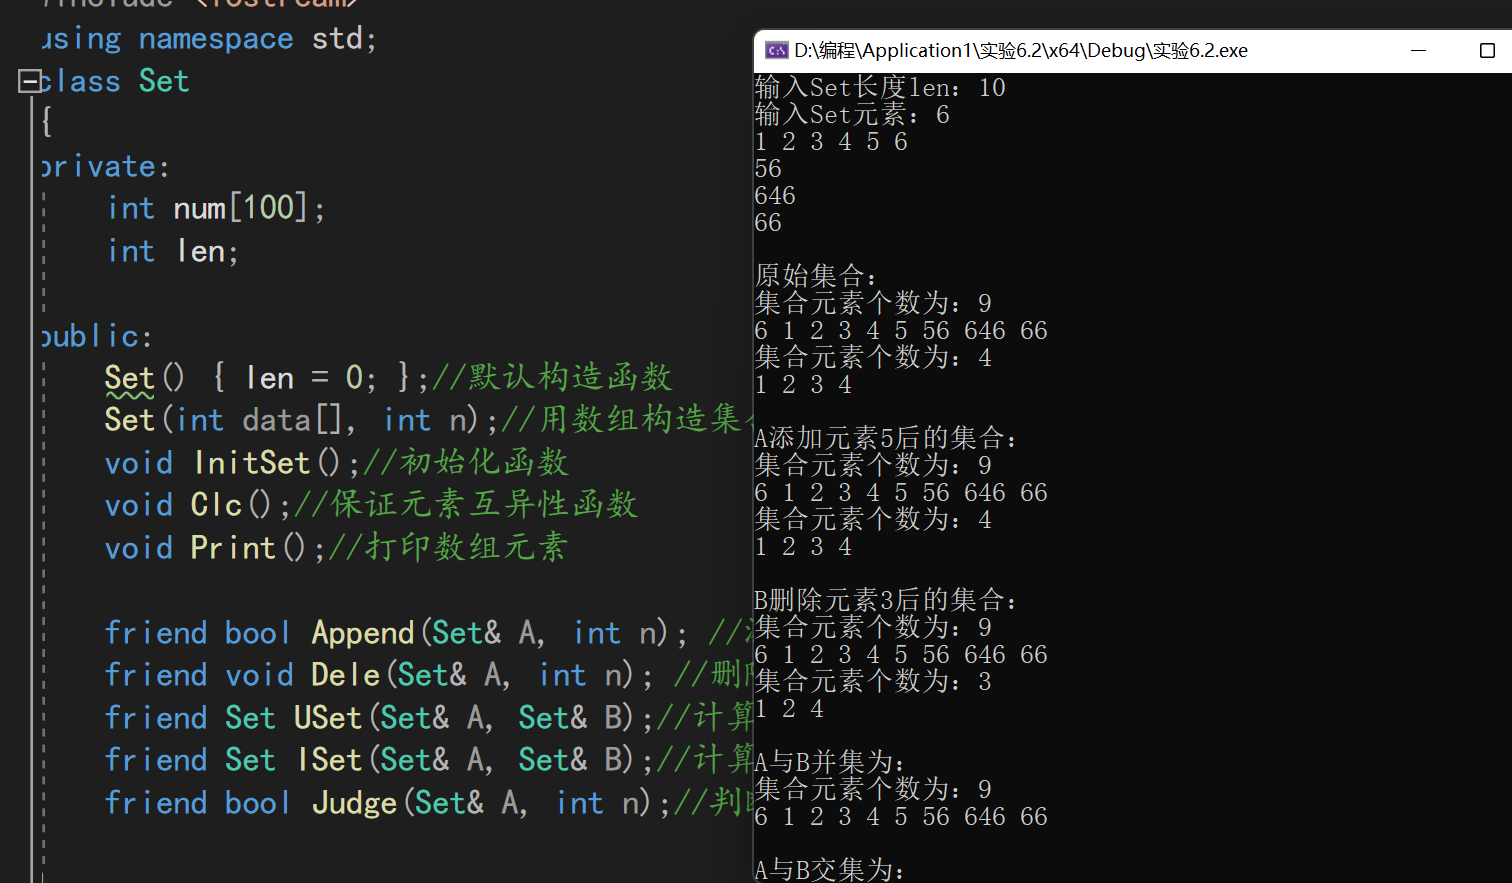 #include <iostream>
using namespace std;
class Set
{
private:
int num[100];
int len;
public:
Set() { len = 0; };//默认构造函数
Set(int data[], int n);//用数组构造集
void InitSet();//初始化函数
void Clc();//保证元素互异性函数
void Print();//打印数组元素
friend bool Append(Set& A, int n); //
friend void Dele(Set& A, int n); //删
friend Set USet(Set& A, Set& B);//计算
friend Set ISet(Set& A, Set& B);//计算
friend bool Judge(Set& A, int n);//判
D:\编程\Application1\实验6.2\x64\Debug\实验6.2.exe
输入Set长度len: 10
输入Set元素: 6
1 2 3 4 5 6
56
646
66
原始集合:
集合元素个数为: 9
6 1 2 3 4 5 56 646 66
集合元素个数为: 4
1 2 3 4
A添加元素5后的集合:
集合元素个数为: 9
6 1 2 3 4 5 56 646 66
集合元素个数为: 4
1 2 3 4
B删除元素3后的集合:
集合元素个数为: 9
6 1 2 3 4 5 56 646 66
集合元素个数为: 3
1 2 4
A与B并集为:
集合元素个数为: 9
6 1 2 3 4 5 56 646 66
A与B交集为: